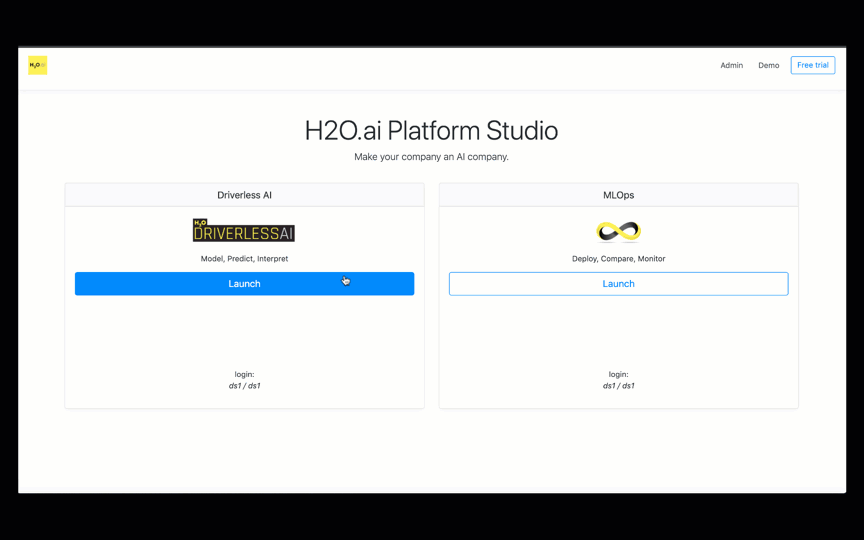 H2O.ai
Admin
Demo
Free trial
H2O.ai Platform Studio
Make your company an AI company.
Driverless AI
H2O
DRIVERLESSAI
Model, Predict, Interpret
Launch
login:
ds1 / ds1
MLOps
Deploy, Compare, Monitor
Launch
login:
ds1 / ds1